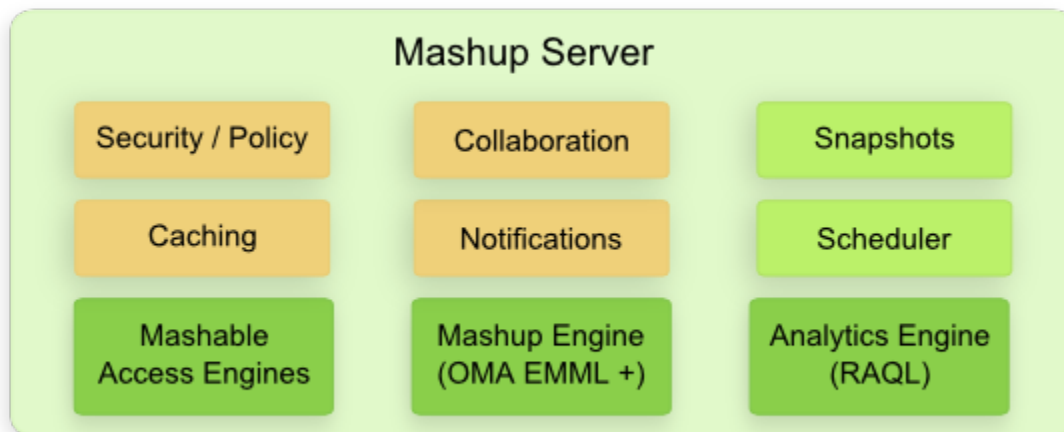 Mashup Server
Security / Policy
Collaboration
Snapshots
Caching
Notifications
Scheduler
Mashable
Access Engines
Mashup Engine
(OMA EMML +)
Analytics Engine
(RAQL)